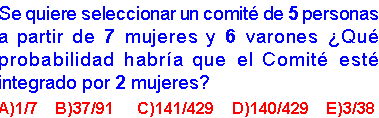 Se quiere seleccionar un comité de 5 personas
a partir de 7 mujeres y 6 varones ¿Qué
probabilidad habría que el Comité esté
integrado por 2 mujeres?
A)1/7 B)37/91 C)141/429 D)140/429 E)3/38